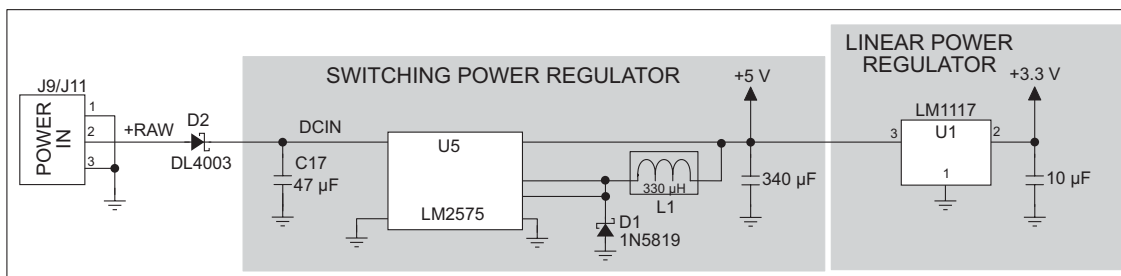 LINEAR POWER
REGULATOR
SWITCHING POWER REGULATOR
+5 V
+3.3 V
J9/J11
POWER
IN
1
2
3
+RAW
D2
DL4003
DCIN
C17
47 µF
U5
LM2575
330 µH
L1
D1
1N5819
340 µF
LM1117
3
U1
2
1
10 µF